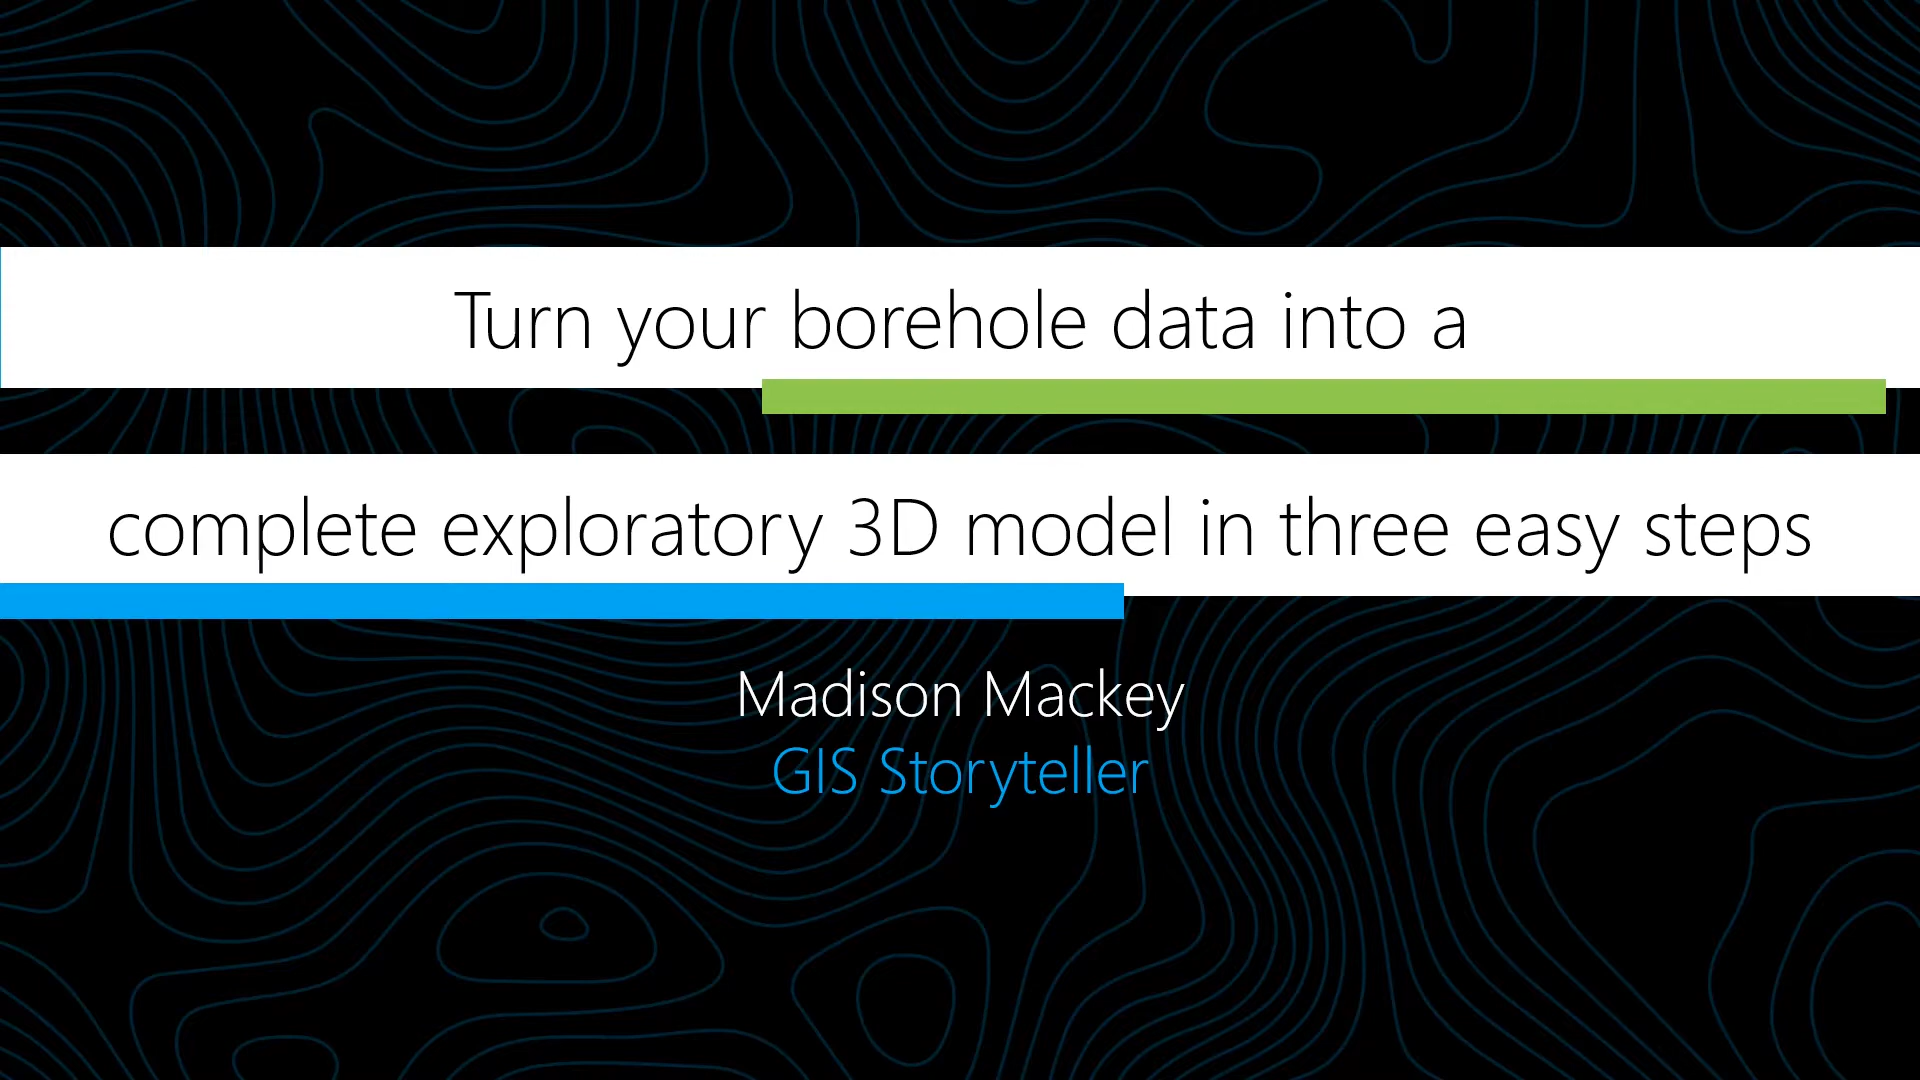 Turn your borehole data into a
complete exploratory 3D model in three easy steps
Madison Mackey
GIS Storyteller